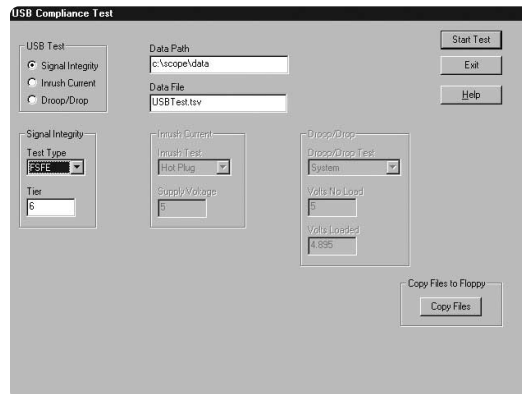 USB Compliance Test
USB Test
Signal Integrity
Inrush Current
Droop/Drop
Data Path
c:\scope\data
Data File
USBTest.tsv
Start Test
Exit
Help
Signal Integrity
Test Type
FSFE
Tier
6
Inrush Current
Inrush Test
Hot Plug
Supply Voltage
5
Droop/Drop
Droop/Drop Test
System
Volts No Load
5
Volts Loaded
4.895
Copy Files to Floppy
Copy Files